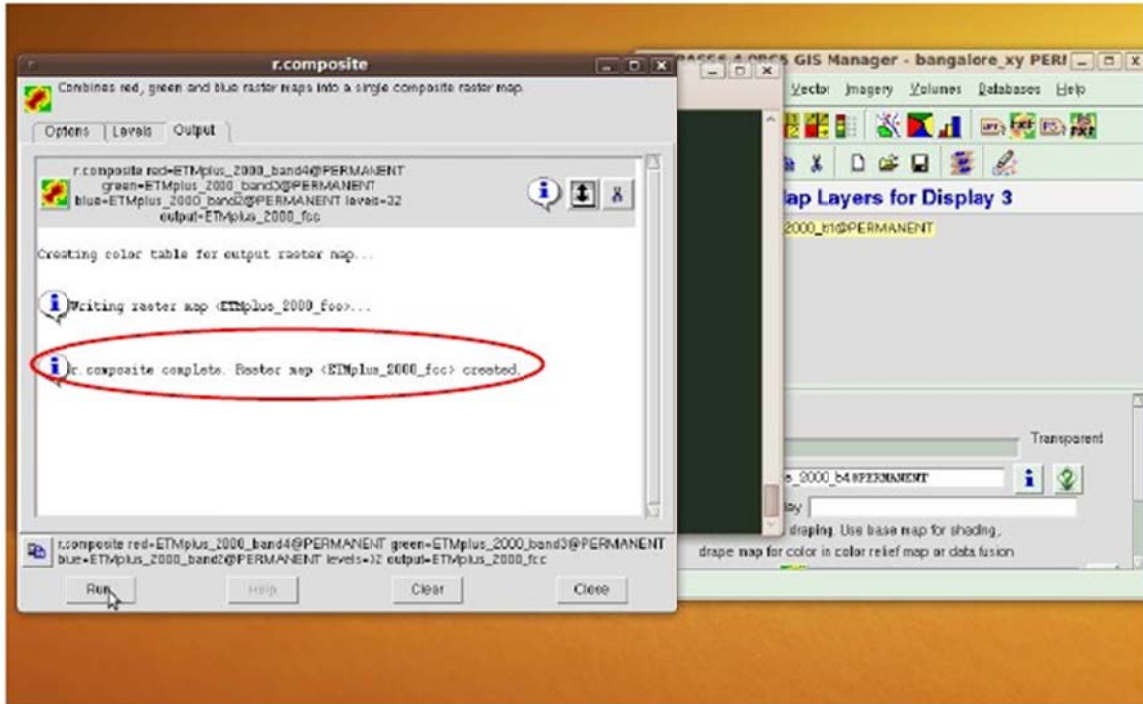 r.composite
Combines red, green and blue raster maps into a single composite raster map.
Options Levels Output
r.composite red=ETMplus_2000_band4@PERMANENT
green=ETMplus_2000_band3@PERMANENT
blue=ETMplus_2000_band2@PERMANENT levels=32
output=ETMplus_2000_fcc
Creating color table for output raster map...
Writing raster map <ETMplus_2000_fcc>...
r.composite complete. Raster map <ETMplus_2000_fcc> created.
r.composite red=ETMplus_2000_band4@PERMANENT green=ETMplus_2000_band3@PERMANENT
blue=ETMplus_2000_band2@PERMANENT levels=32 output=ETMplus_2000_fcc
Run Help Clear Close
GIS Manager - bangalore_xy PERI
Vector Imagery Volumes Databases Help
ap Layers for Display 3
2000_b1@PERMANENT
Transparent
s_2000_b4@PERMANENT
lay
draping. Use base map for shading,
drape map for color in color relief map or data fusion